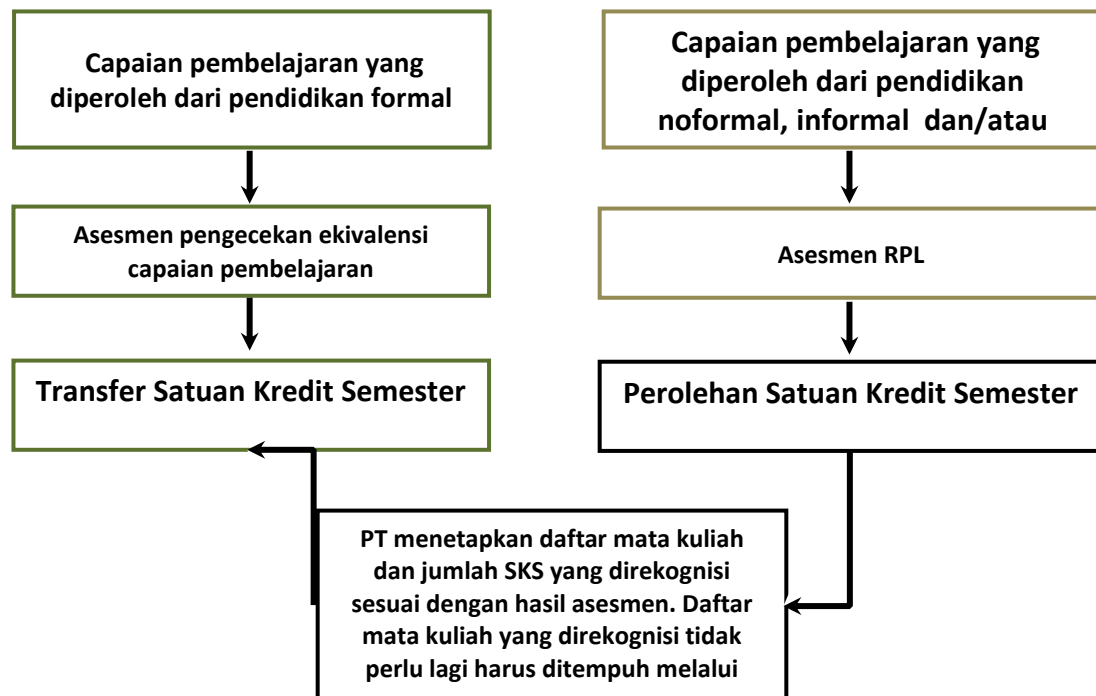 Capaian pembelajaran yang
diperoleh dari pendidikan formal
Capaian pembelajaran yang
diperoleh dari pendidikan
noformal, informal  dan/atau
Asesmen pengecekan ekivalensi
capaian pembelajaran
Asesmen RPL
Transfer Satuan Kredit Semester
Perolehan Satuan Kredit Semester
PT menetapkan daftar mata kuliah
dan jumlah SKS yang direkognisi
sesuai dengan hasil asesmen. Daftar
mata kuliah yang direkognisi tidak
perlu lagi harus ditempuh melalui